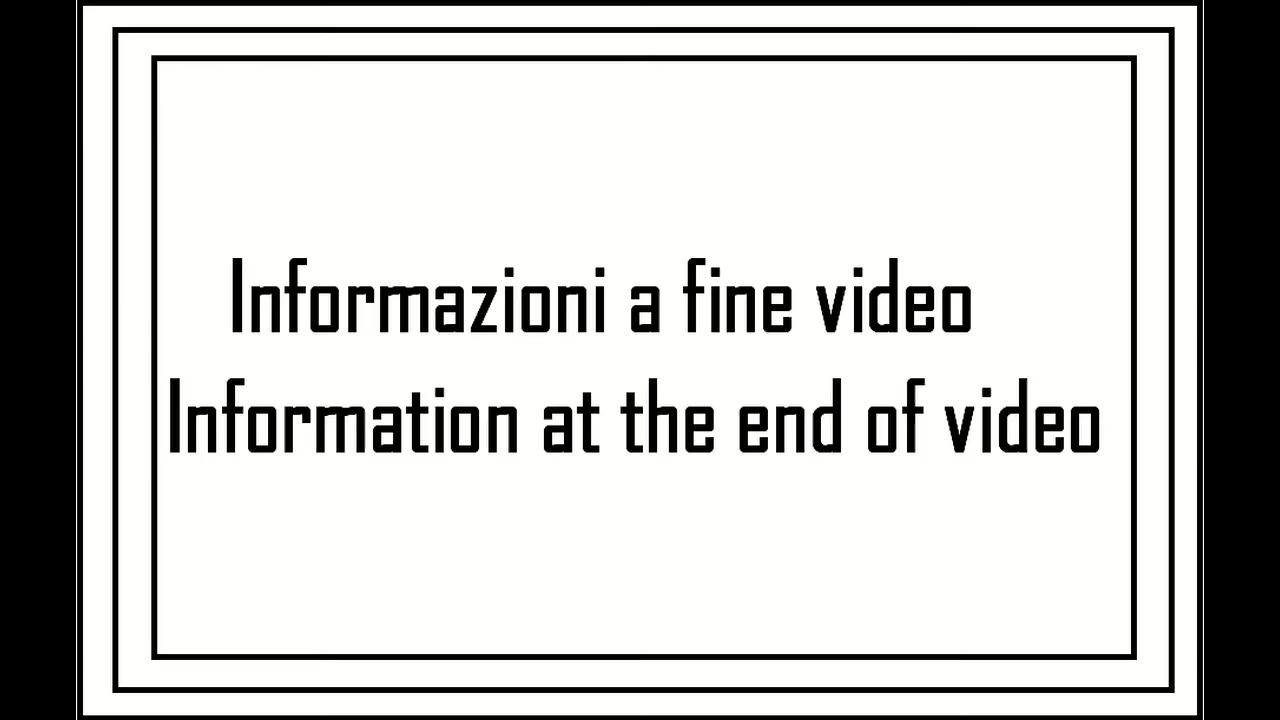 Informazioni a fine video
Information at the end of video